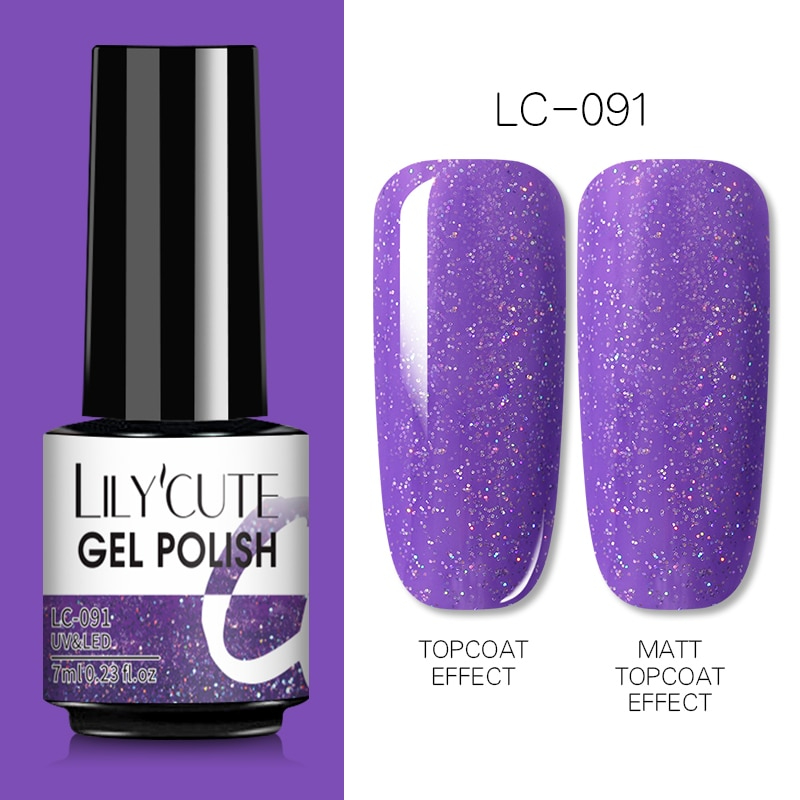 LC-091
LILY'CUTE
GEL POLISH
LC-091
UV&LED
7ml 0.23 fl.oz
TOPCOAT
EFFECT
MATT
TOPCOAT
EFFECT